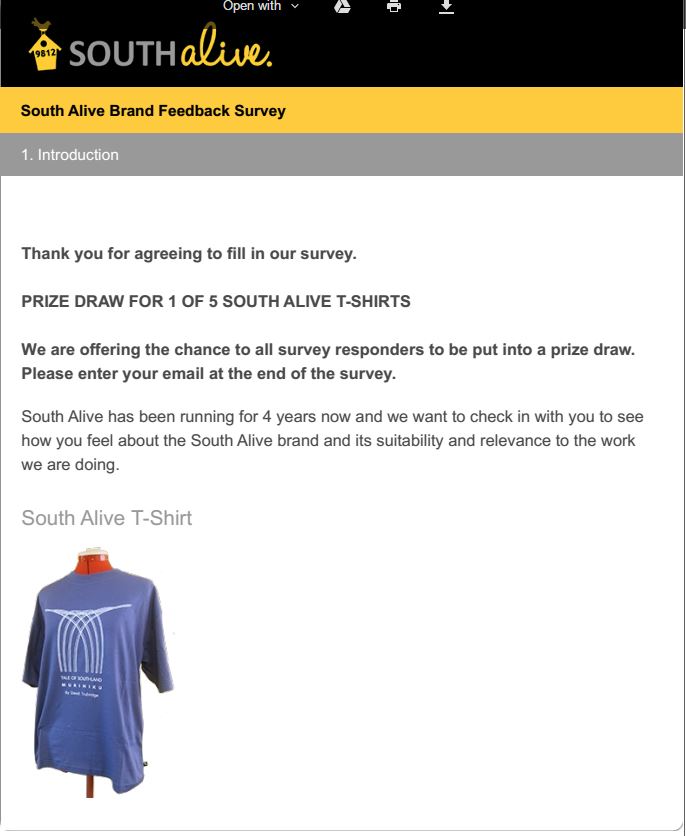 Open with
9812
SOUTH alive.
South Alive Brand Feedback Survey
1. Introduction
Thank you for agreeing to fill in our survey.
PRIZE DRAW FOR 1 OF 5 SOUTH ALIVE T-SHIRTS
We are offering the chance to all survey responders to be put into a prize draw.
Please enter your email at the end of the survey.
South Alive has been running for 4 years now and we want to check in with you to see
how you feel about the South Alive brand and its suitability and relevance to the work
we are doing.
South Alive T-Shirt
TALE OF SOUTHLAND
MURIHIKU
By David Trubridge